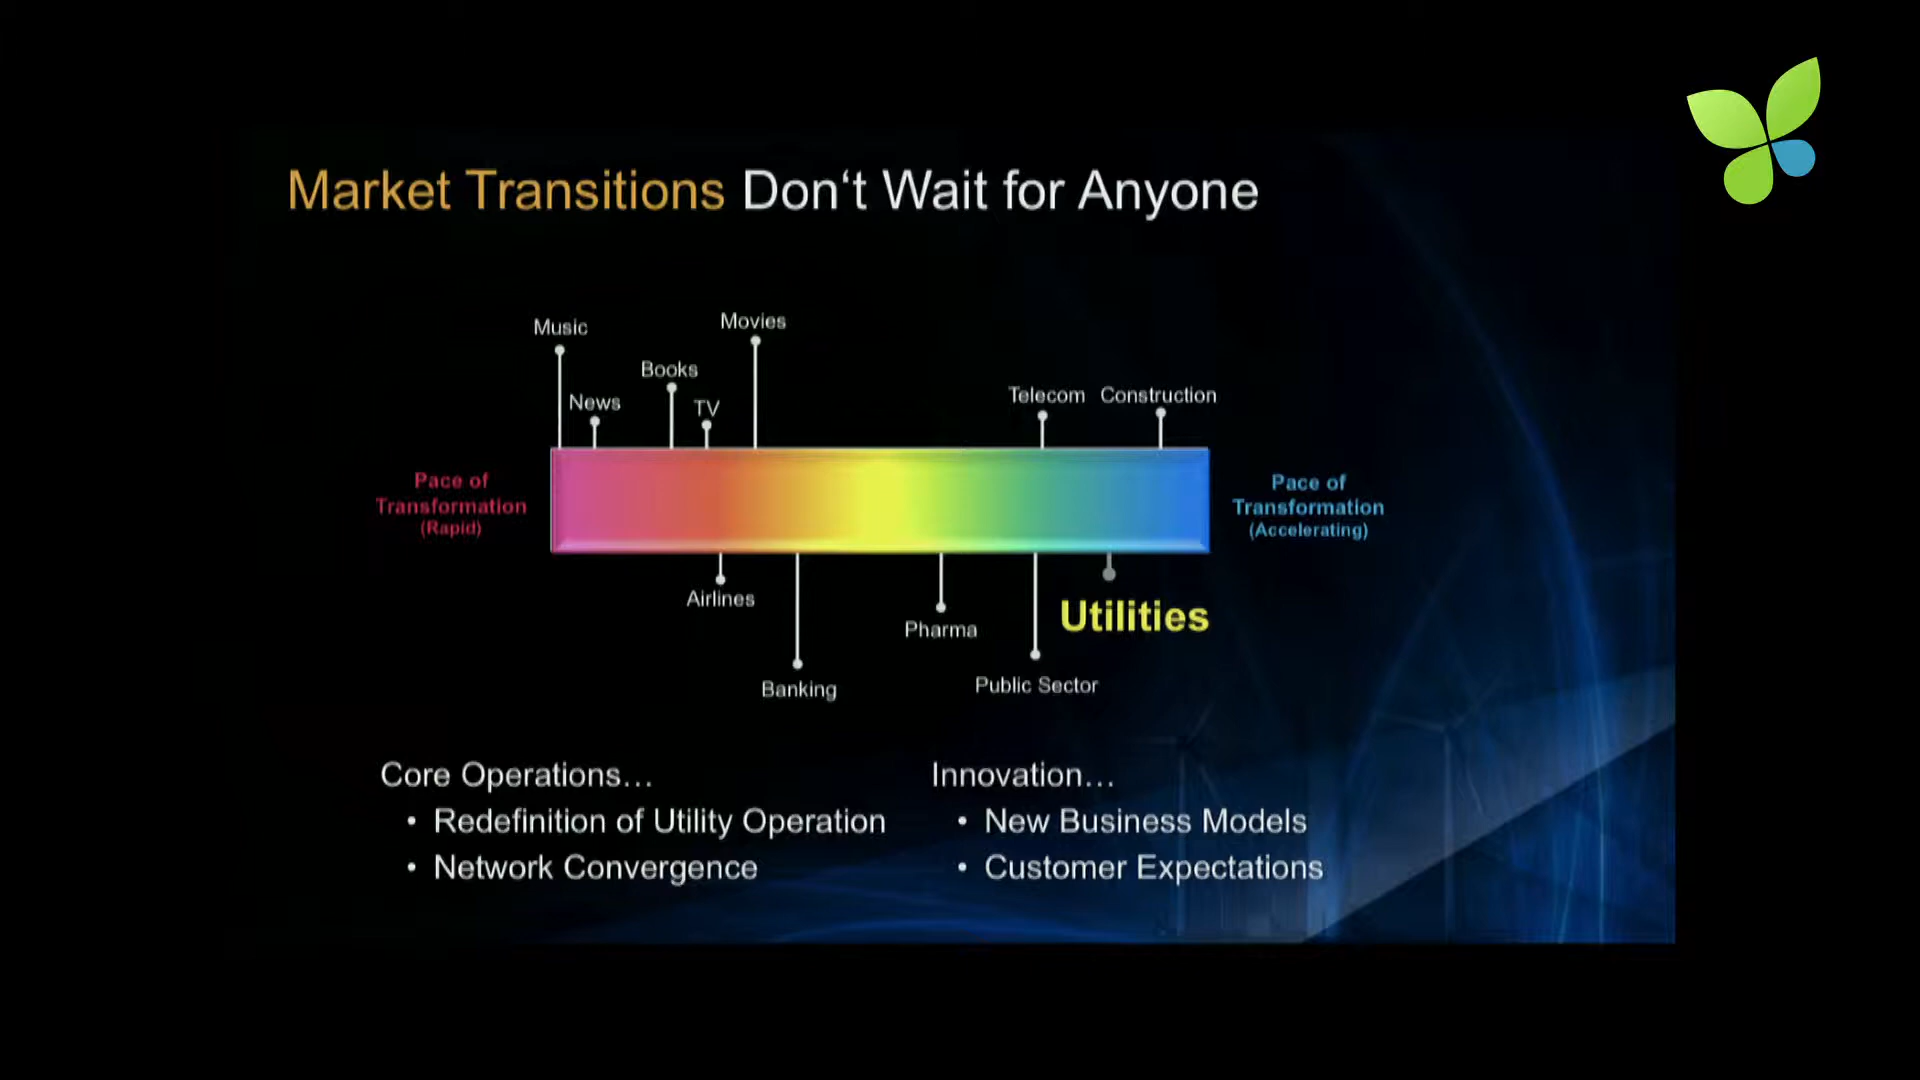 Market Transitions Don‘t Wait for Anyone
Movies
Music
Books
Telecom Construction
News
TV
Pace of
Transformation
(Rapid)
Pace of
Transformation
(Accelerating)
Airlines
Utilities
Pharma
Public Sector
Banking
Core Operations…
• Redefinition of Utility Operation
• Network Convergence
Innovation…
• New Business Models
• Customer Expectations